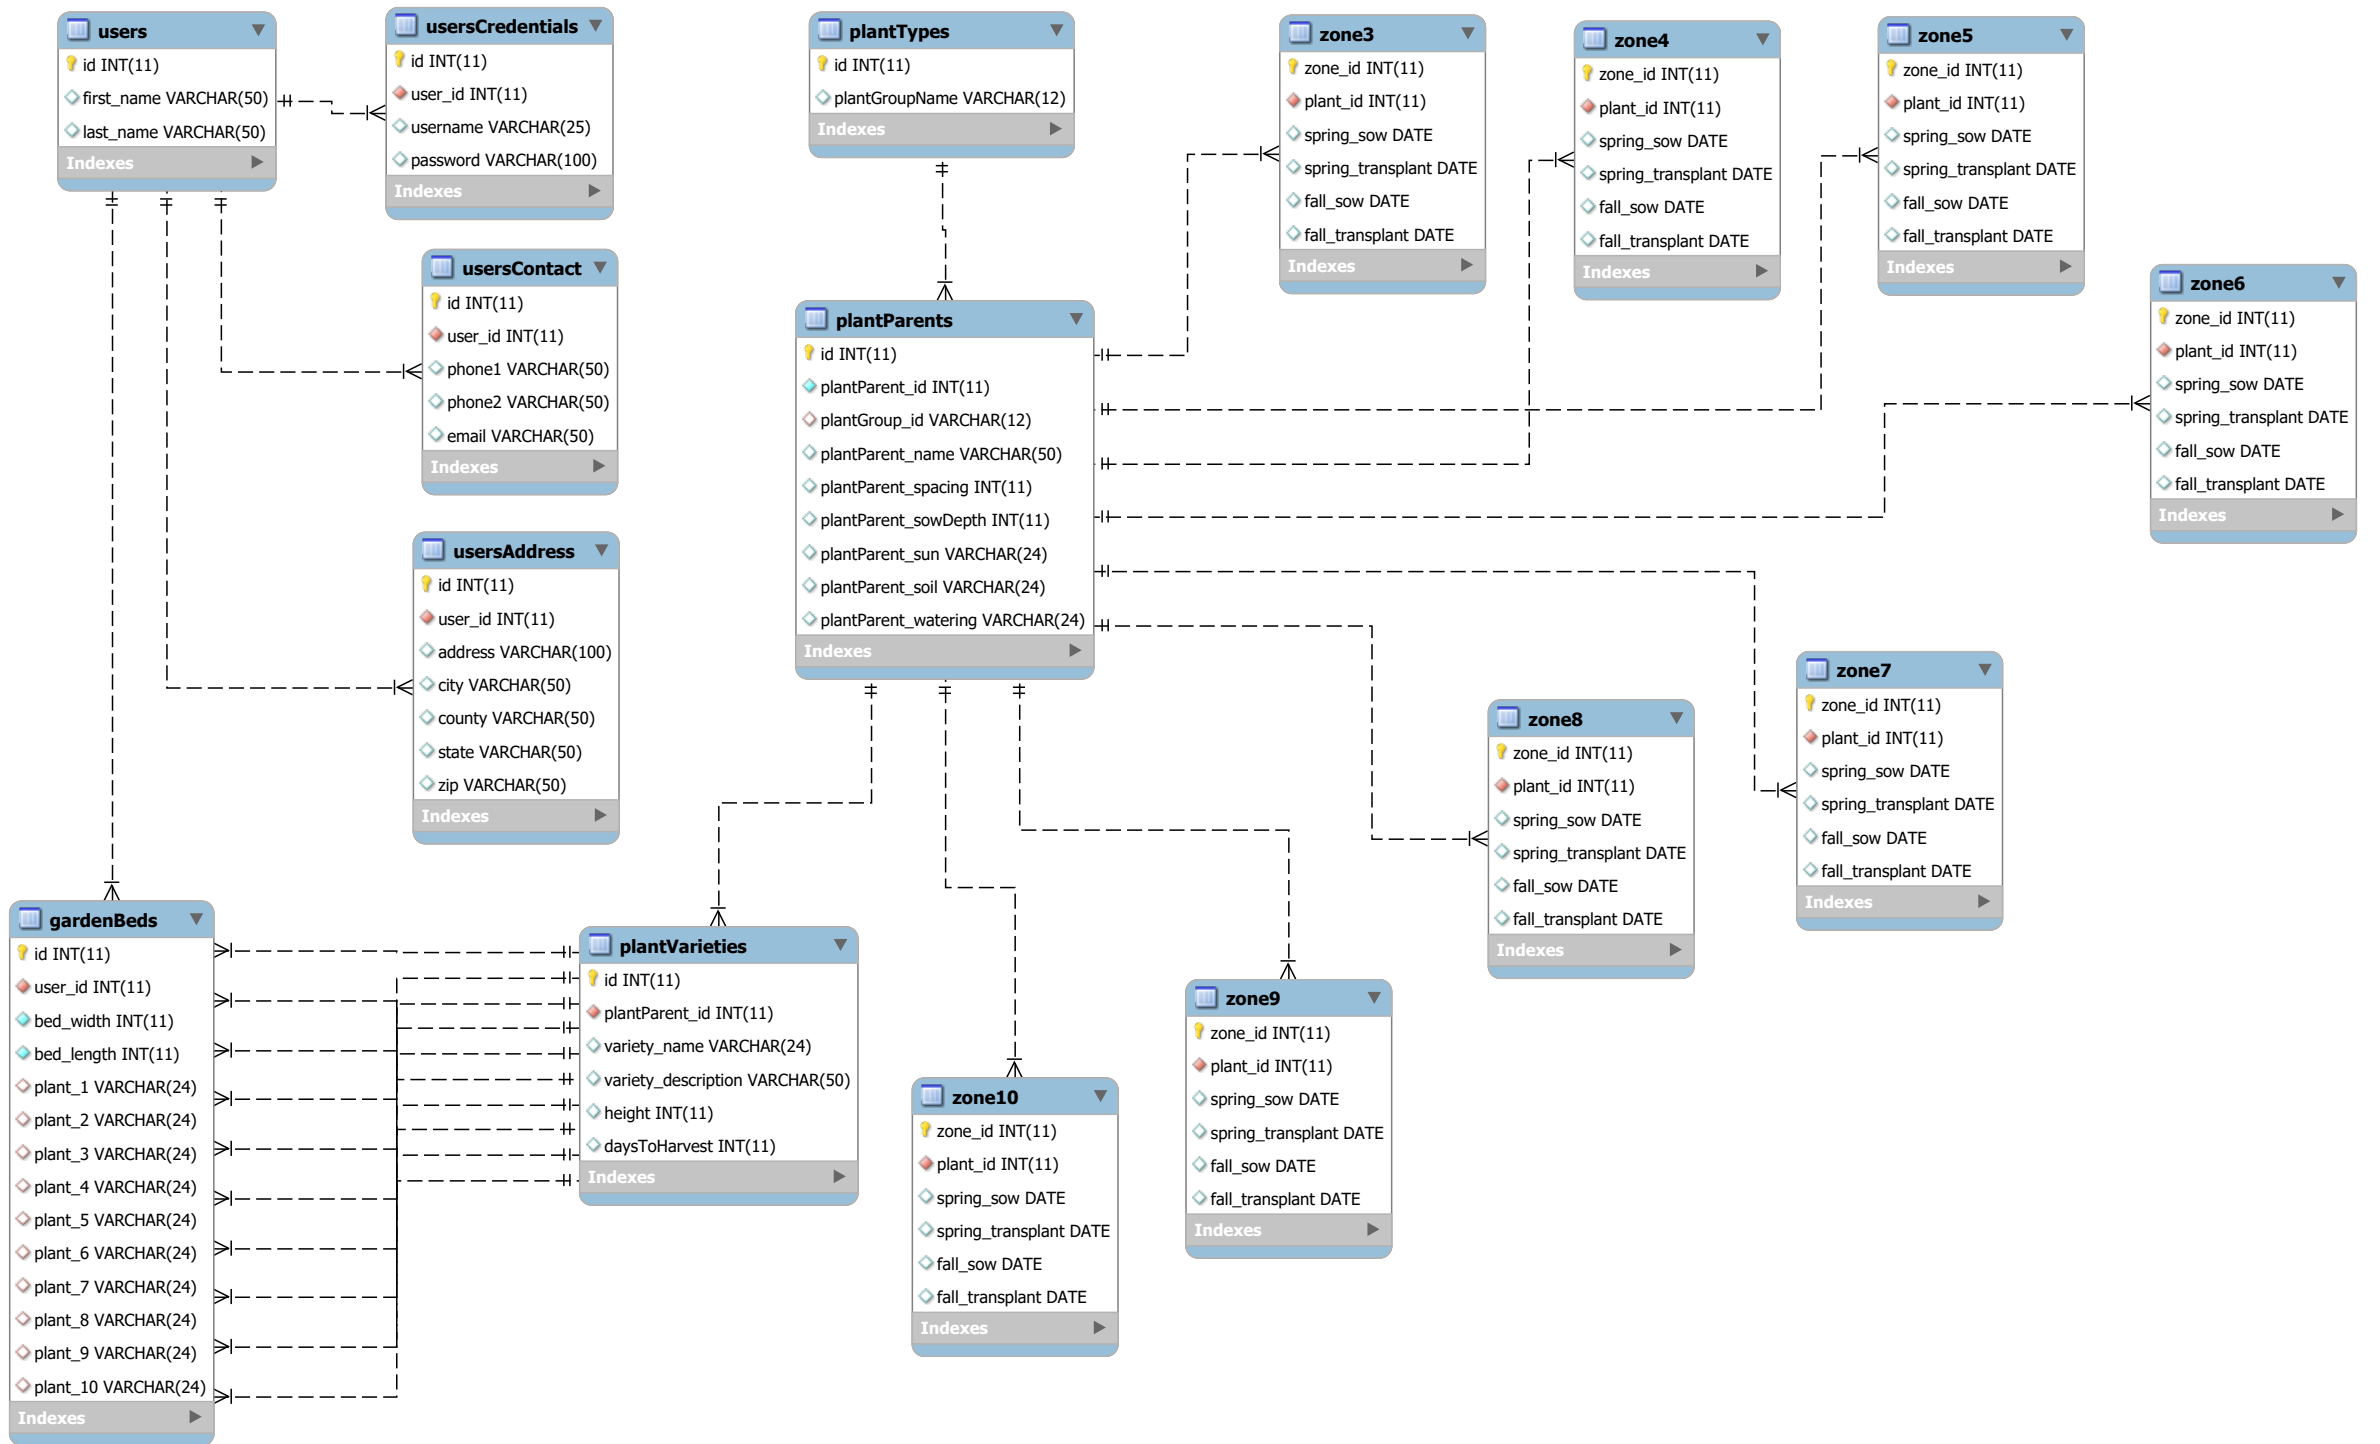 users
id INT(11)
first_name VARCHAR(50)
last_name VARCHAR(50)
Indexes
usersCredentials
id INT(11)
user_id INT(11)
username VARCHAR(25)
password VARCHAR(100)
Indexes
usersContact
id INT(11)
user_id INT(11)
phone1 VARCHAR(50)
phone2 VARCHAR(50)
email VARCHAR(50)
Indexes
usersAddress
id INT(11)
user_id INT(11)
address VARCHAR(100)
city VARCHAR(50)
county VARCHAR(50)
state VARCHAR(50)
zip VARCHAR(50)
Indexes
gardenBeds
id INT(11)
user_id INT(11)
bed_width INT(11)
bed_length INT(11)
plant_1 VARCHAR(24)
plant_2 VARCHAR(24)
plant_3 VARCHAR(24)
plant_4 VARCHAR(24)
plant_5 VARCHAR(24)
plant_6 VARCHAR(24)
plant_7 VARCHAR(24)
plant_8 VARCHAR(24)
plant_9 VARCHAR(24)
plant_10 VARCHAR(24)
Indexes
plantTypes
id INT(11)
plantGroupName VARCHAR(12)
Indexes
plantParents
id INT(11)
plantParent_id INT(11)
plantGroup_id VARCHAR(12)
plantParent_name VARCHAR(50)
plantParent_spacing INT(11)
plantParent_sowDepth INT(11)
plantParent_sun VARCHAR(24)
plantParent_soil VARCHAR(24)
plantParent_watering VARCHAR(24)
Indexes
plantVarieties
id INT(11)
plantParent_id INT(11)
variety_name VARCHAR(24)
variety_description VARCHAR(50)
height INT(11)
daysToHarvest INT(11)
Indexes
zone3
zone_id INT(11)
plant_id INT(11)
spring_sow DATE
spring_transplant DATE
fall_sow DATE
fall_transplant DATE
Indexes
zone4
zone_id INT(11)
plant_id INT(11)
spring_sow DATE
spring_transplant DATE
fall_sow DATE
fall_transplant DATE
Indexes
zone5
zone_id INT(11)
plant_id INT(11)
spring_sow DATE
spring_transplant DATE
fall_sow DATE
fall_transplant DATE
Indexes
zone6
zone_id INT(11)
plant_id INT(11)
spring_sow DATE
spring_transplant DATE
fall_sow DATE
fall_transplant DATE
Indexes
zone7
zone_id INT(11)
plant_id INT(11)
spring_sow DATE
spring_transplant DATE
fall_sow DATE
fall_transplant DATE
Indexes
zone8
zone_id INT(11)
plant_id INT(11)
spring_sow DATE
spring_transplant DATE
fall_sow DATE
fall_transplant DATE
Indexes
zone9
zone_id INT(11)
plant_id INT(11)
spring_sow DATE
spring_transplant DATE
fall_sow DATE
fall_transplant DATE
Indexes
zone10
zone_id INT(11)
plant_id INT(11)
spring_sow DATE
spring_transplant DATE
fall_sow DATE
fall_transplant DATE
Indexes